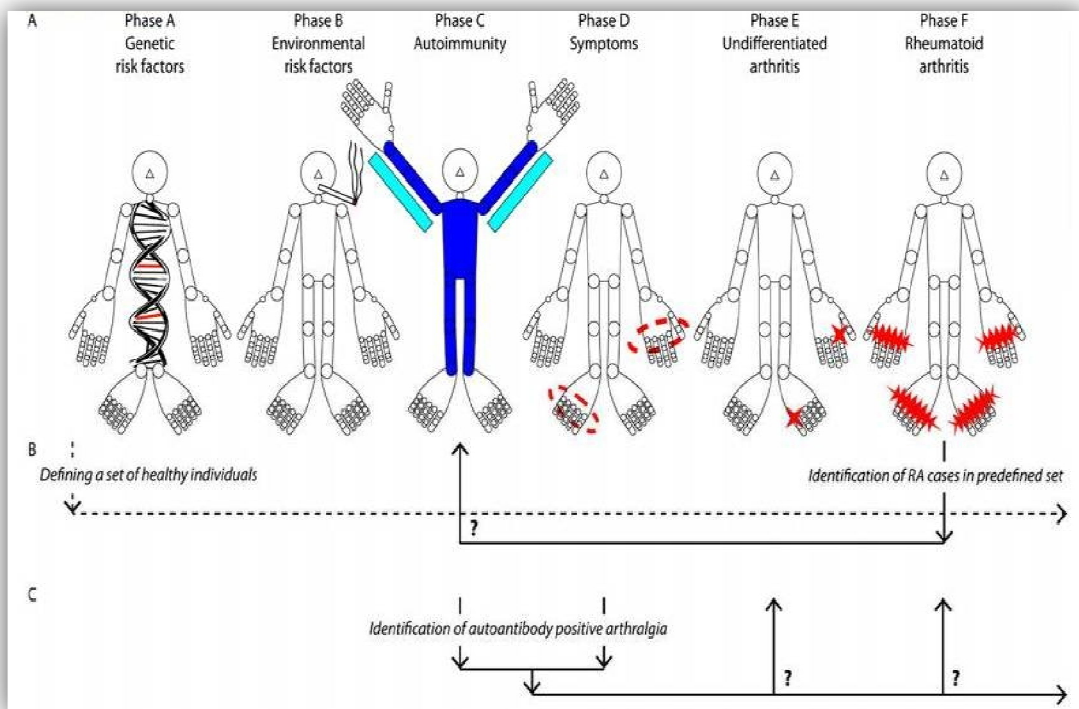 A
Phase A
Genetic
risk factors
Phase B
Environmental
risk factors
Phase C
Autoimmunity
Phase D
Symptoms
Phase E
Undifferentiated
arthritis
Phase F
Rheumatoid
arthritis
B
Defining a set of healthy individuals
Identification of RA cases in predefined set
?
C
Identification of autoantibody positive arthralgia
?
?